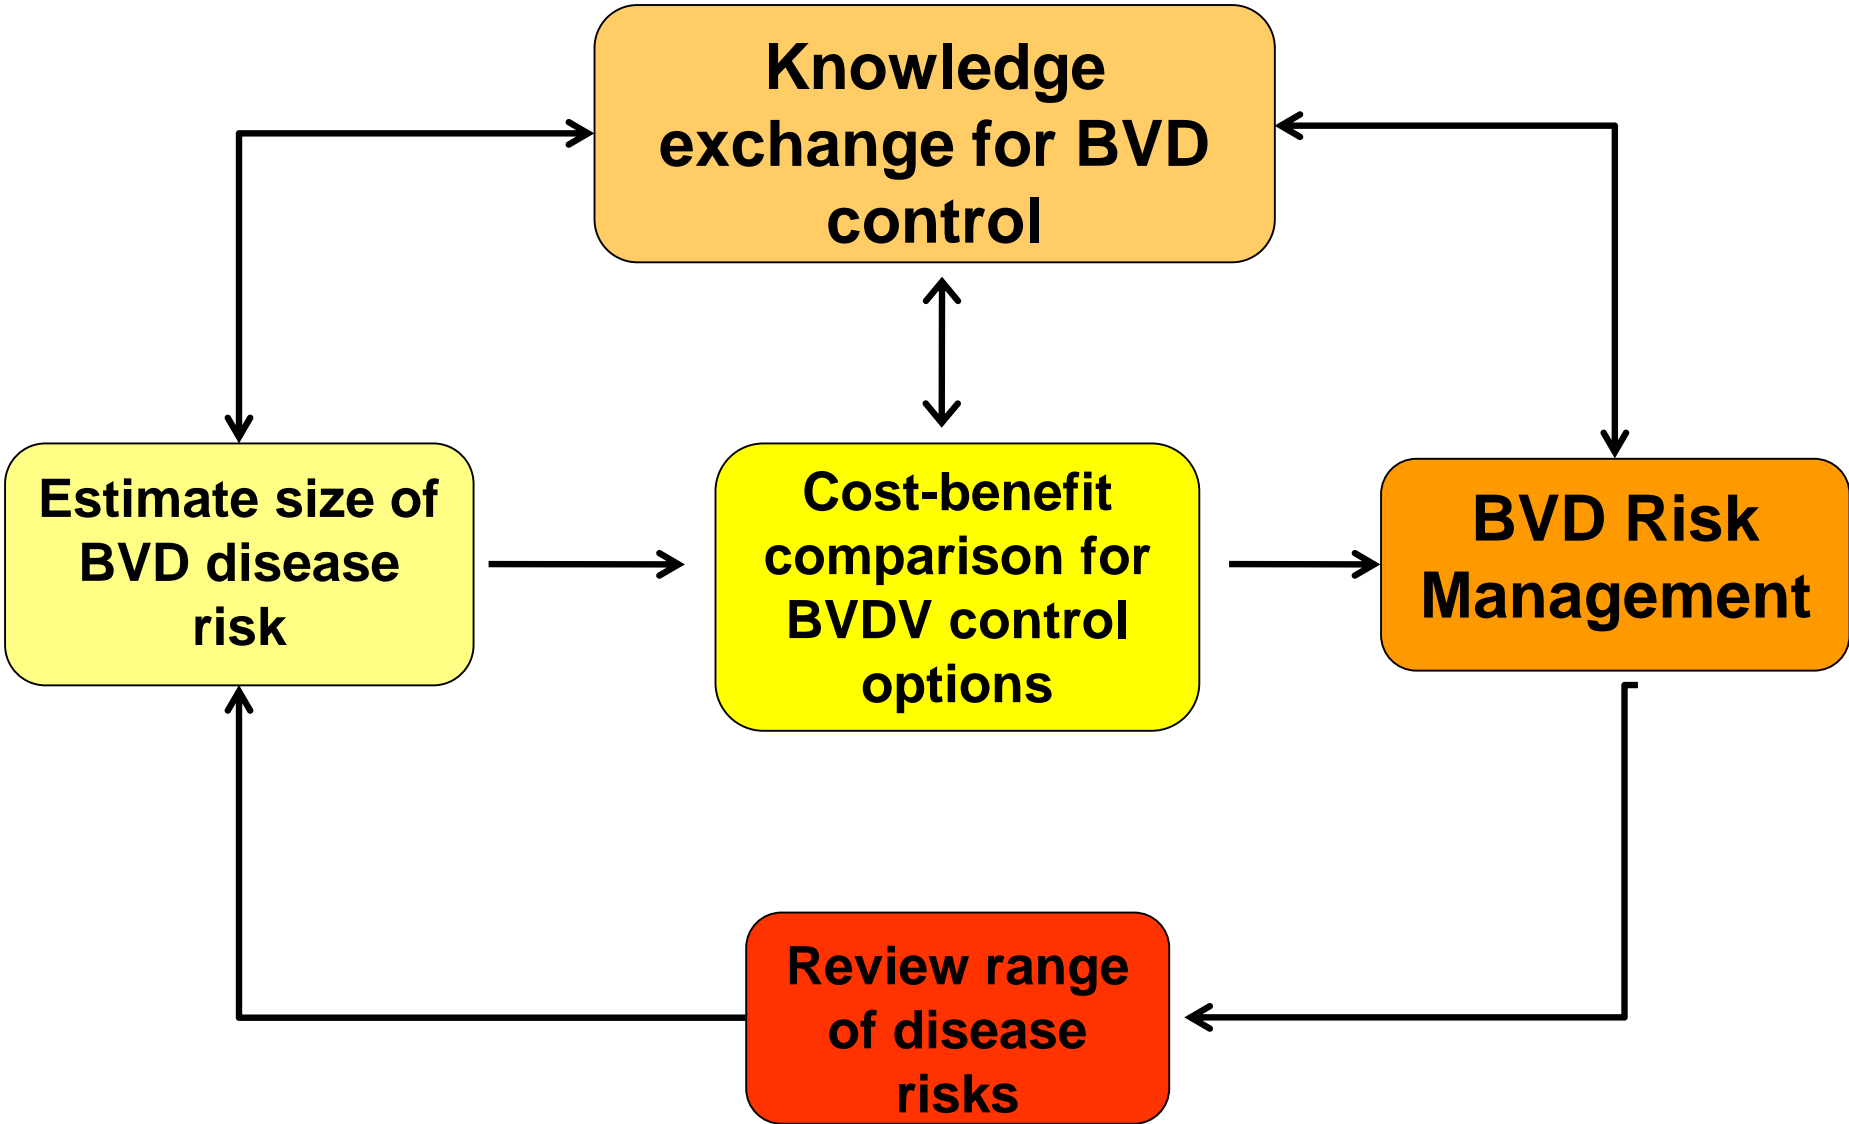 Knowledge
exchange for BVD
control
Estimate size of
BVD disease
risk
Cost-benefit
comparison for
BVDV control
options
BVD Risk
Management
Review range
of disease
risks